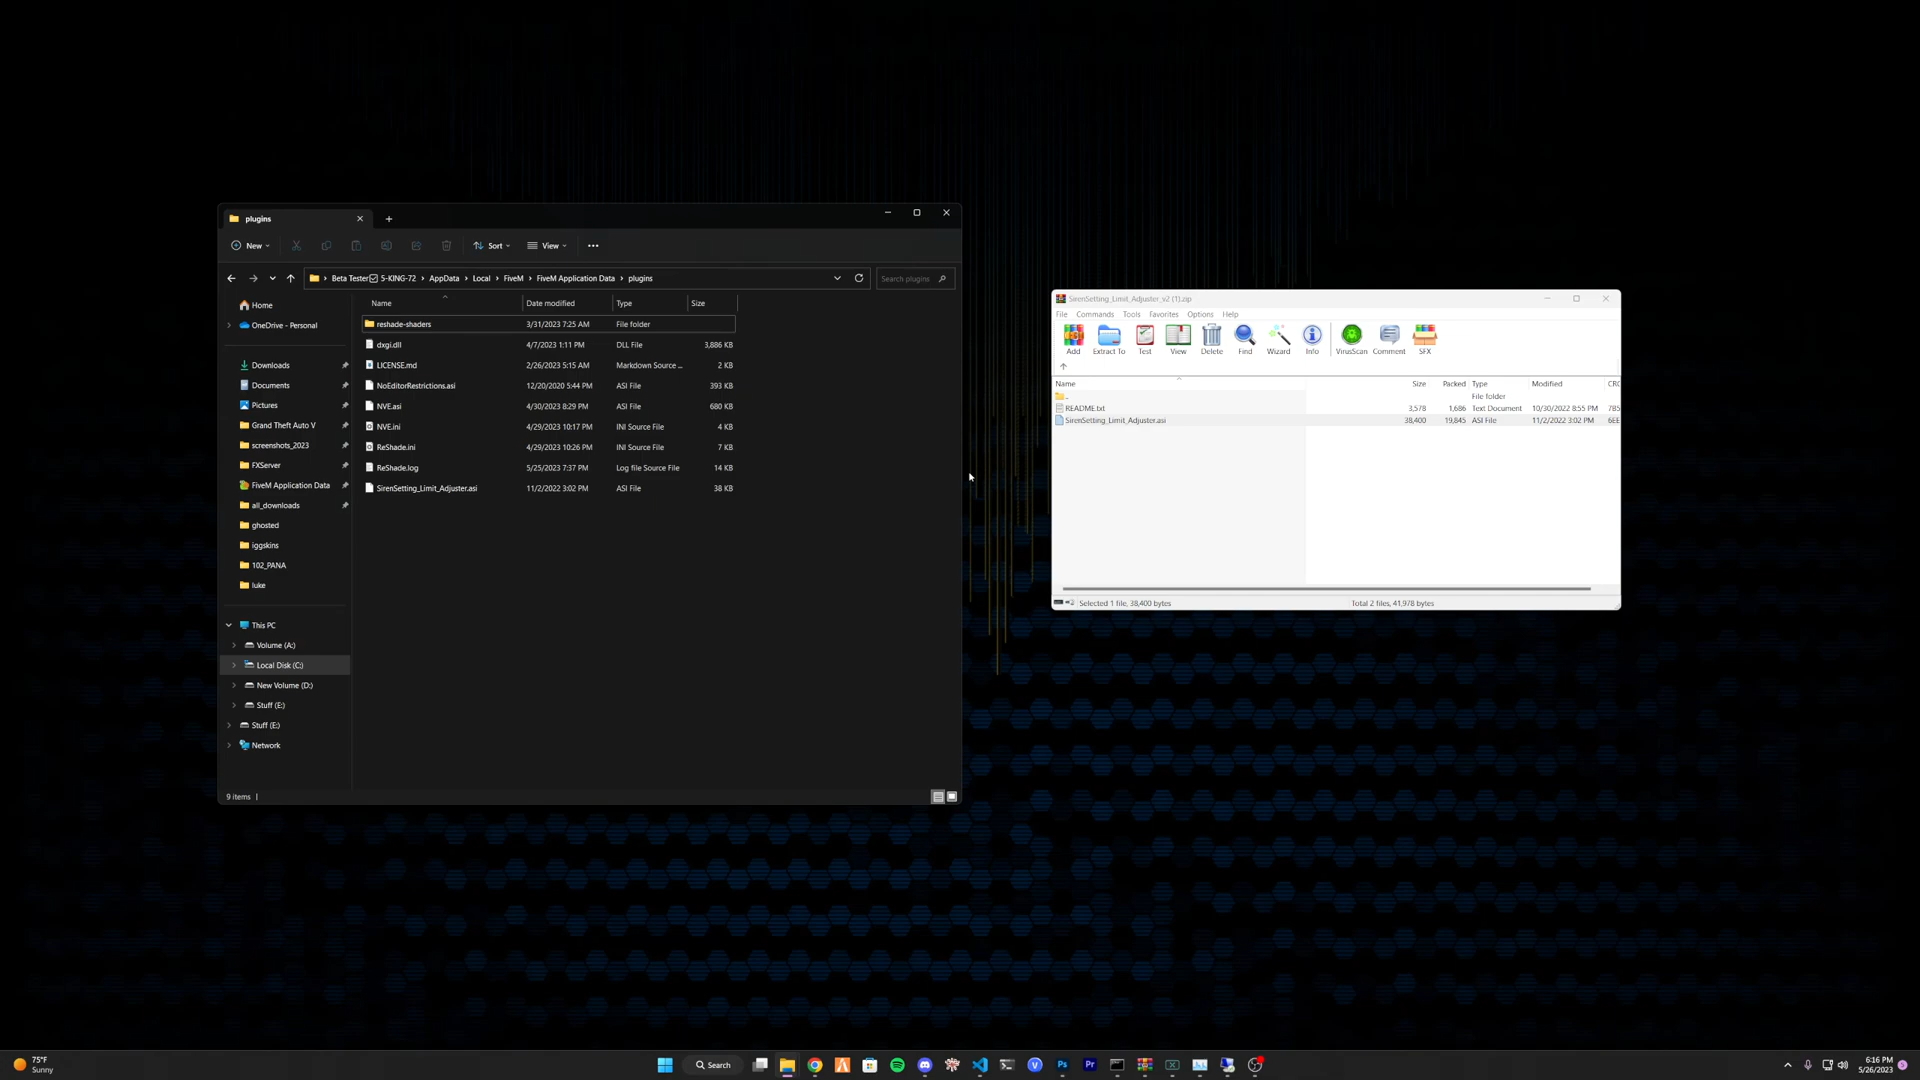 plugins
New
Sort
View
Beta Tester 5-KING-72 > AppData > Local > FiveM > FiveM Application Data > plugins
Search plugins
Home
OneDrive - Personal
Downloads
Documents
Pictures
Grand Theft Auto V
screenshots_2023
FXServer
FiveM Application Data
all_downloads
ghosted
iggskins
102_PANA
luke
This PC
Volume (A:)
Local Disk (C:)
New Volume (D:)
Stuff (E:)
Stuff (E:)
Network
Name Date modified Type Size
reshade-shaders 3/31/2023 7:25 AM File folder
dxgi.dll 4/7/2023 1:11 PM DLL File 3,886 KB
LICENSE.md 2/26/2023 5:15 AM Markdown Source ... 2 KB
NoEditorRestrictions.asi 12/20/2020 5:44 PM ASI File 393 KB
NVE.asi 4/30/2023 8:29 PM ASI File 680 KB
NVE.ini 4/29/2023 10:17 PM INI Source File 4 KB
ReShade.ini 4/29/2023 10:26 PM INI Source File 7 KB
ReShade.log 5/25/2023 7:37 PM Log file Source File 14 KB
SirenSetting_Limit_Adjuster.asi 11/2/2022 3:02 PM ASI File 38 KB
9 items
SirenSetting_Limit_Adjuster_v2 (1).zip
File Commands Tools Favorites Options Help
Add Extract To Test View Delete Find Wizard Info VirusScan Comment SFX
Name Size Packed Type Modified CRC
.. File folder
README.txt 3,578 1,686 Text Document 10/30/2022 8:55 PM 7B5
SirenSetting_Limit_Adjuster.asi 38,400 19,845 ASI File 11/2/2022 3:02 PM 6EE
Selected 1 file, 38,400 bytes
Total 2 files, 41,978 bytes
75°F
Sunny
Search
6:16 PM
5/26/2023